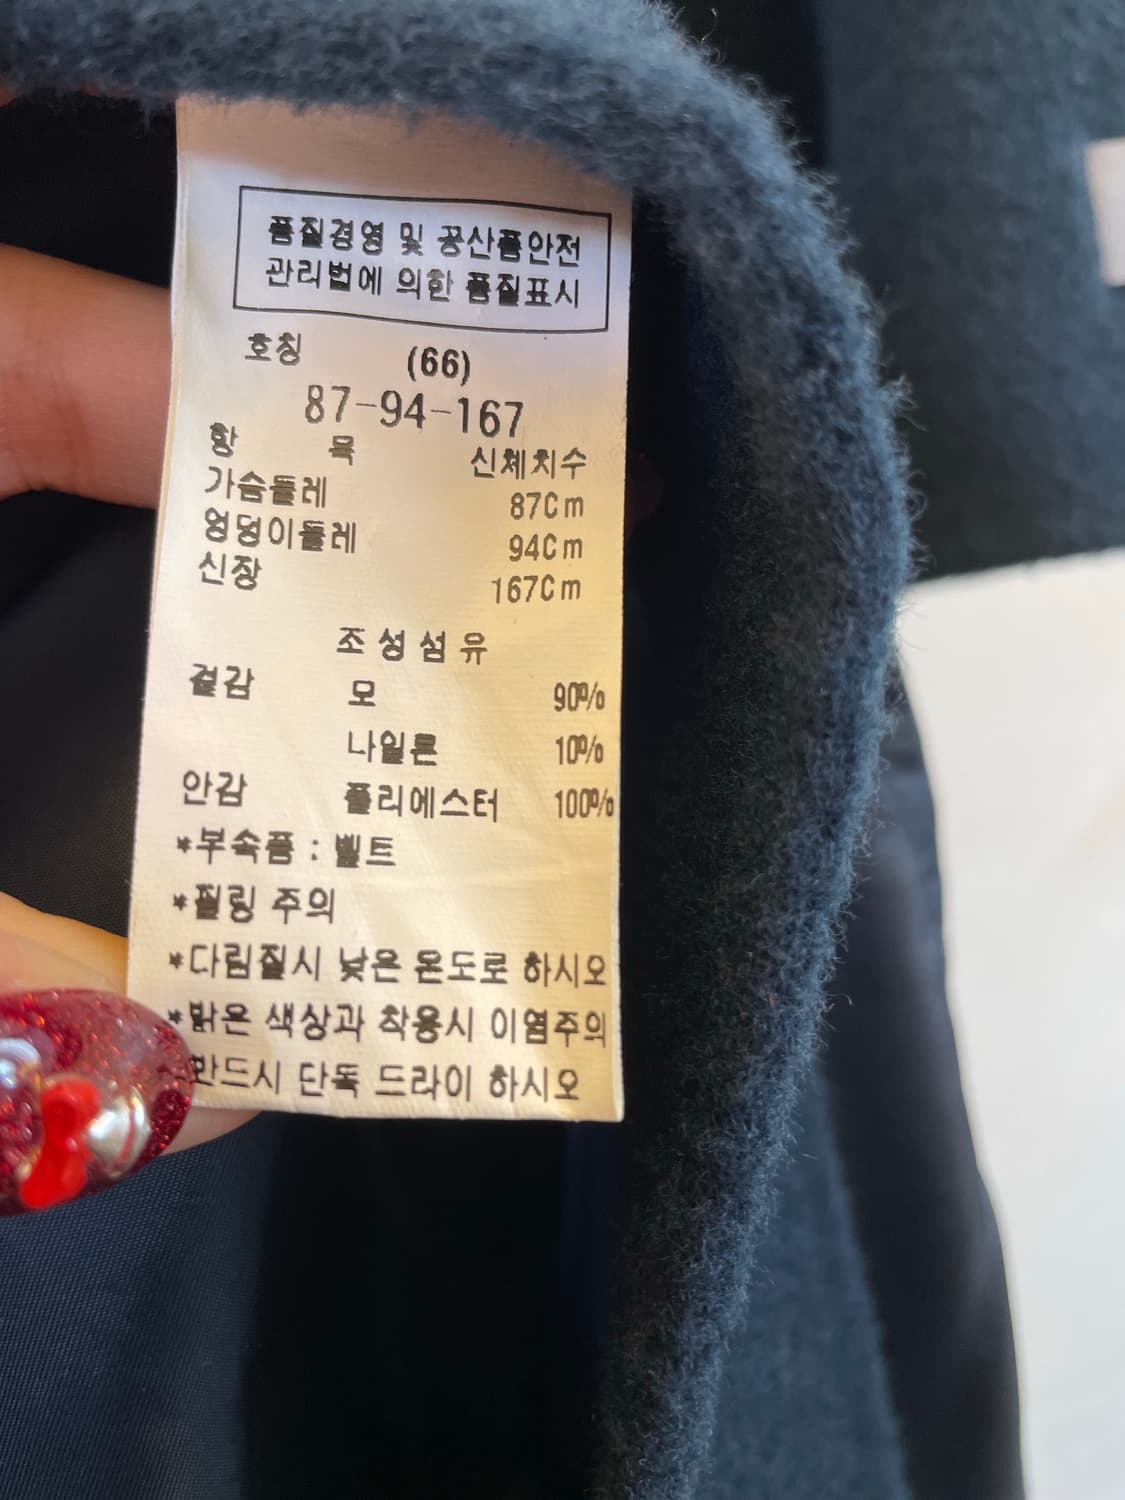 품질경영 및 공산품안전
관리법에 의한 품질표시
호칭 (66)
87-94-167
항 목 신체치수
가슴둘레 87Cm
엉덩이둘레 94Cm
신장 167Cm
조성섬유
겉감 모 90%
나일론 10%
안감 폴리에스터 100%
*부속품 : 벨트
*필링 주의
*다림질시 낮은 온도로 하시오
*밝은 색상과 착용시 이염주의
반드시 단독 드라이 하시오